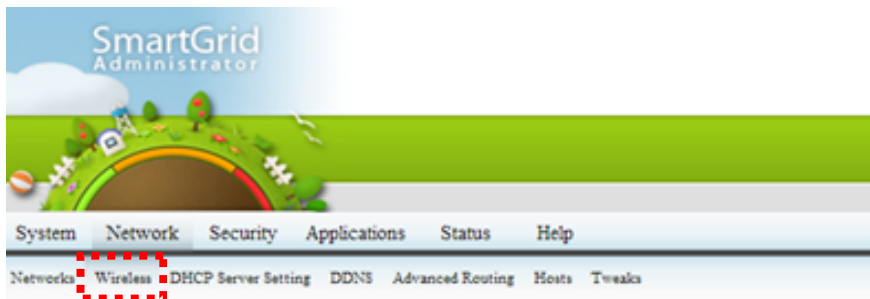 SmartGrid
Administrator
System Network Security Applications Status Help
Networks Wireless DHCP Server Setting DDNS Advanced Routing Hosts Tweaks